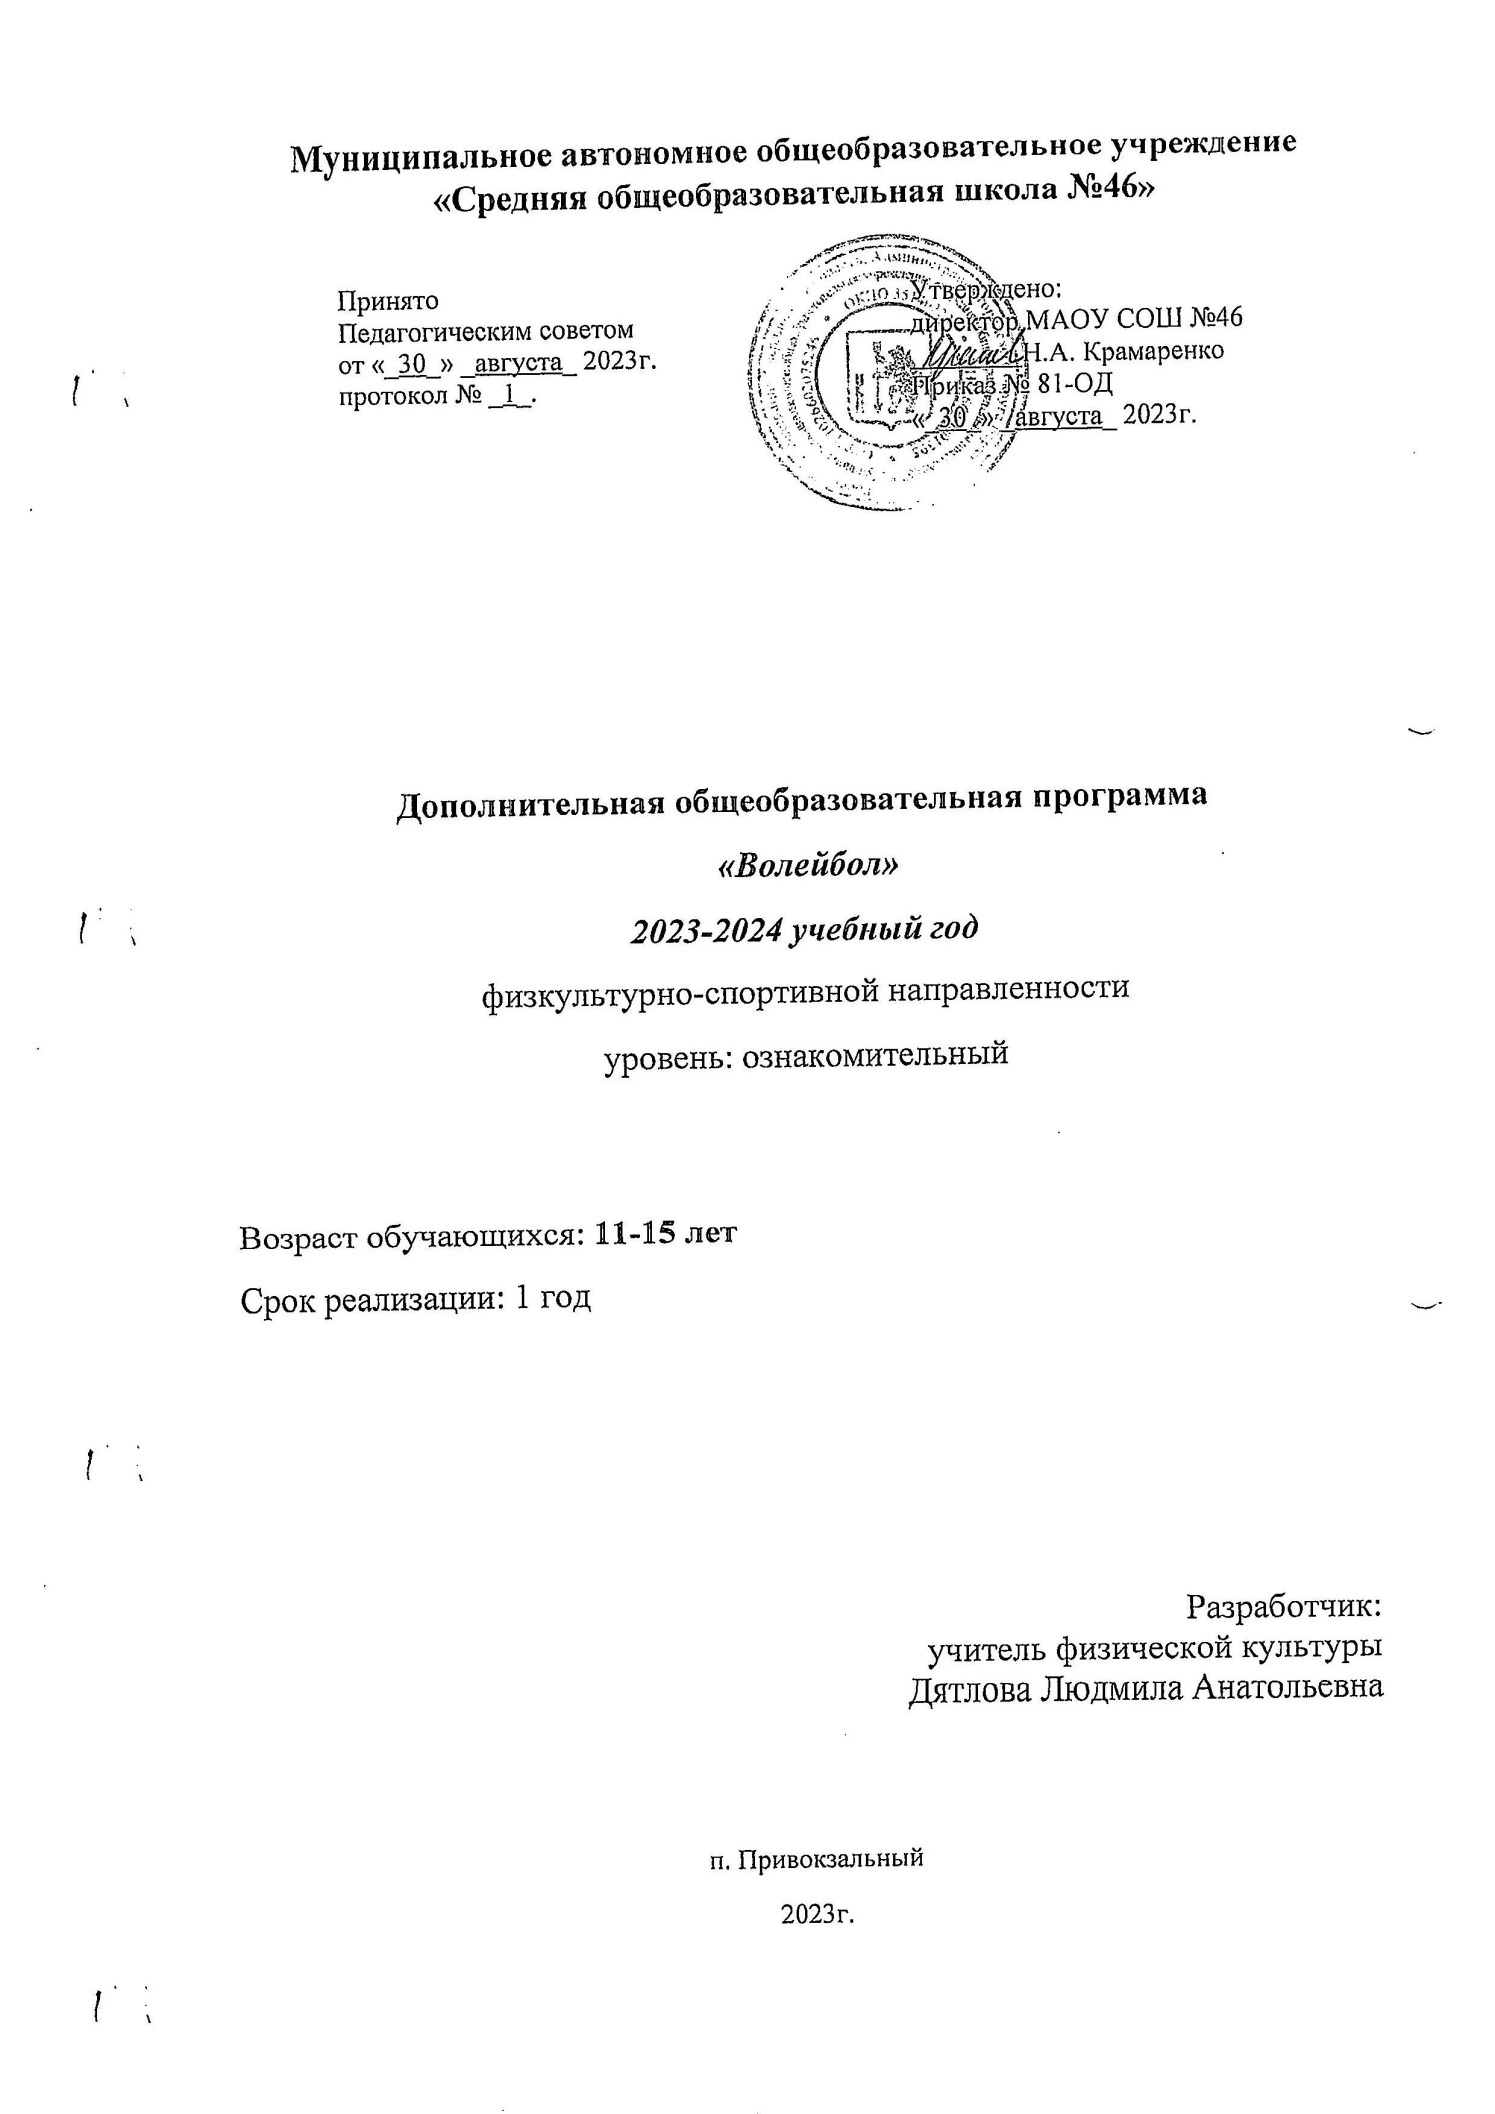 Муниципальное автономное общеобразовательное учреждение
«Средняя общеобразовательная школа №46»
Принято
Педагогическим советом
от «_30_» _августа_ 2023г.
протокол № _1_.
Утверждено:
директор МАОУ СОШ №46
Н.А. Крамаренко
Приказ № 81-ОД
«_30_» _августа_ 2023г.
Дополнительная общеобразовательная программа
«Волейбол»
2023-2024 учебный год
физкультурно-спортивной направленности
уровень: ознакомительный
Возраст обучающихся: 11-15 лет
Срок реализации: 1 год
Разработчик:
учитель физической культуры
Дятлова Людмила Анатольевна
п. Привокзальный
2023г.